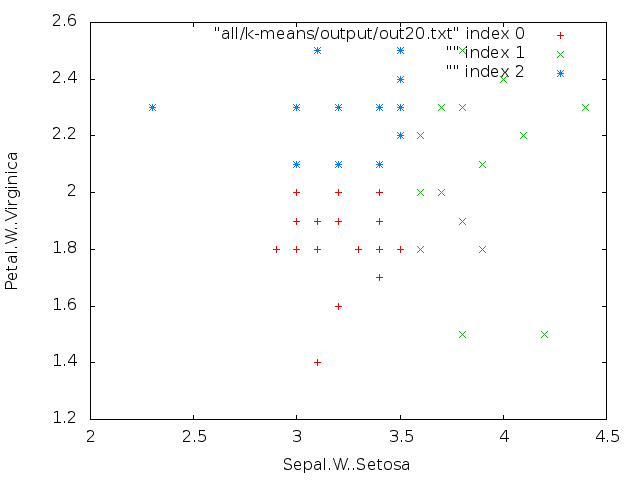 2.6
"all/k-means/output/out20.txt" index 0
"" index 1
2.4
"" index 2
2.2
2
1.8
1.6
1.4
1.2
Petal.W..Virginica
2 2.5 3 3.5 4 4.5
Sepal.W..Setosa